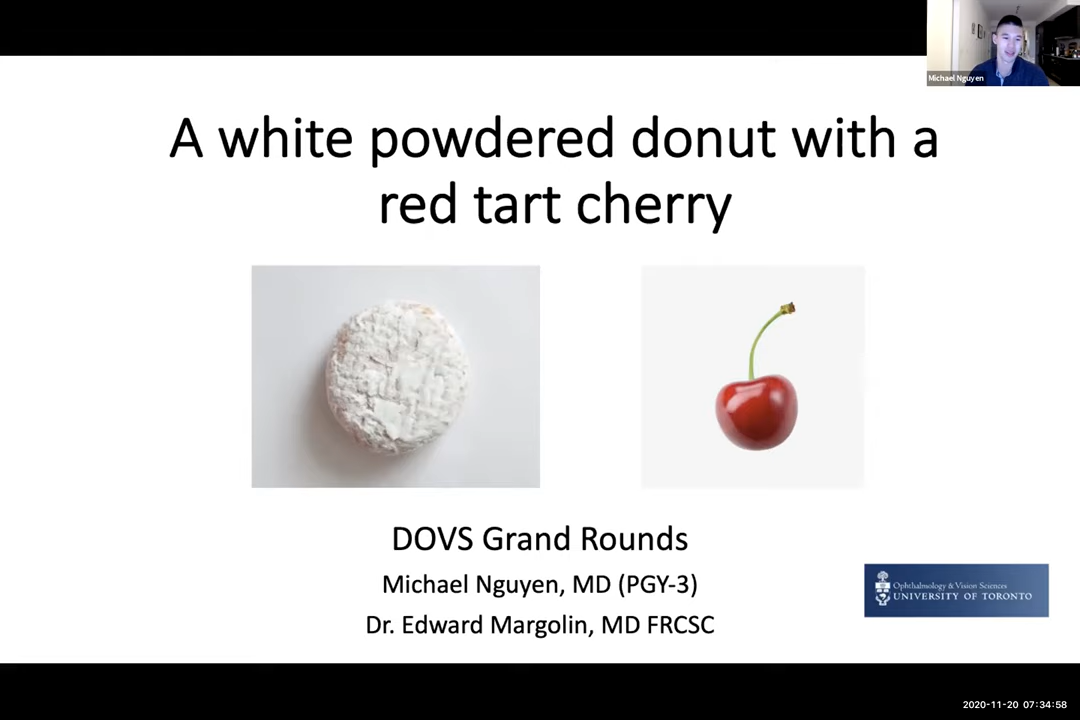 Michael Nguyen
A white powdered donut with a
red tart cherry
DOVS Grand Rounds
Michael Nguyen, MD (PGY-3)
Dr. Edward Margolin, MD FRCSC
Ophthalmology & Vision Sciences
UNIVERSITY OF TORONTO
2020-11-20 07:34:58